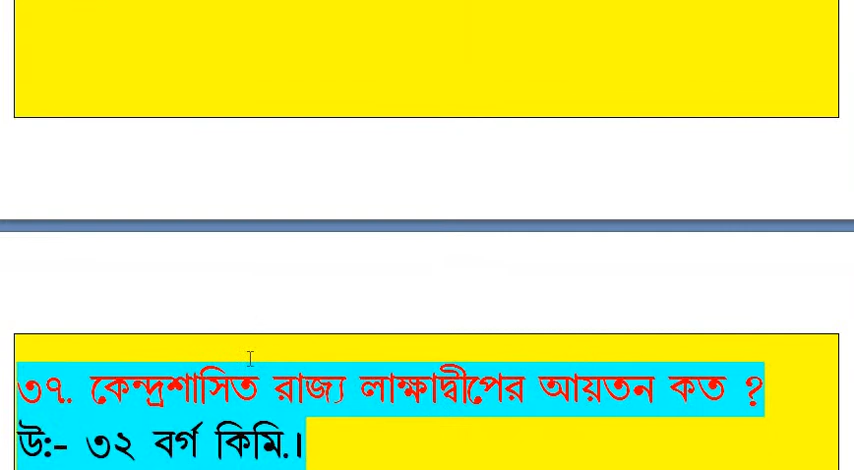 ৩৭. কেন্দ্রশাসিত রাজ্য লাক্ষাদ্বীপের আয়তন কত ?
উ:- ৩২ বর্গ কিমি.।